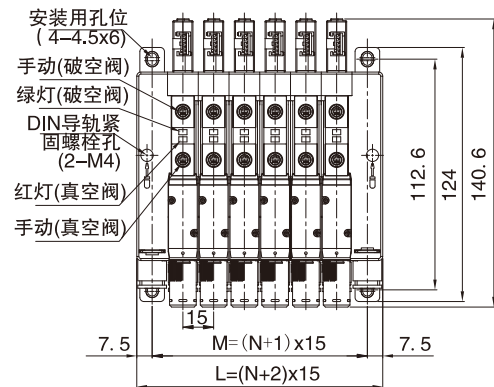 安装用孔位
(4-4.5x6)
手动(破空阀)
绿灯(破空阀)
DIN导轨紧
固螺栓孔
(2-M4)
红灯(真空阀)
手动(真空阀)
112.6
124
140.6
15
7.5
M=(N+1)x15
7.5
L=(N+2)x15